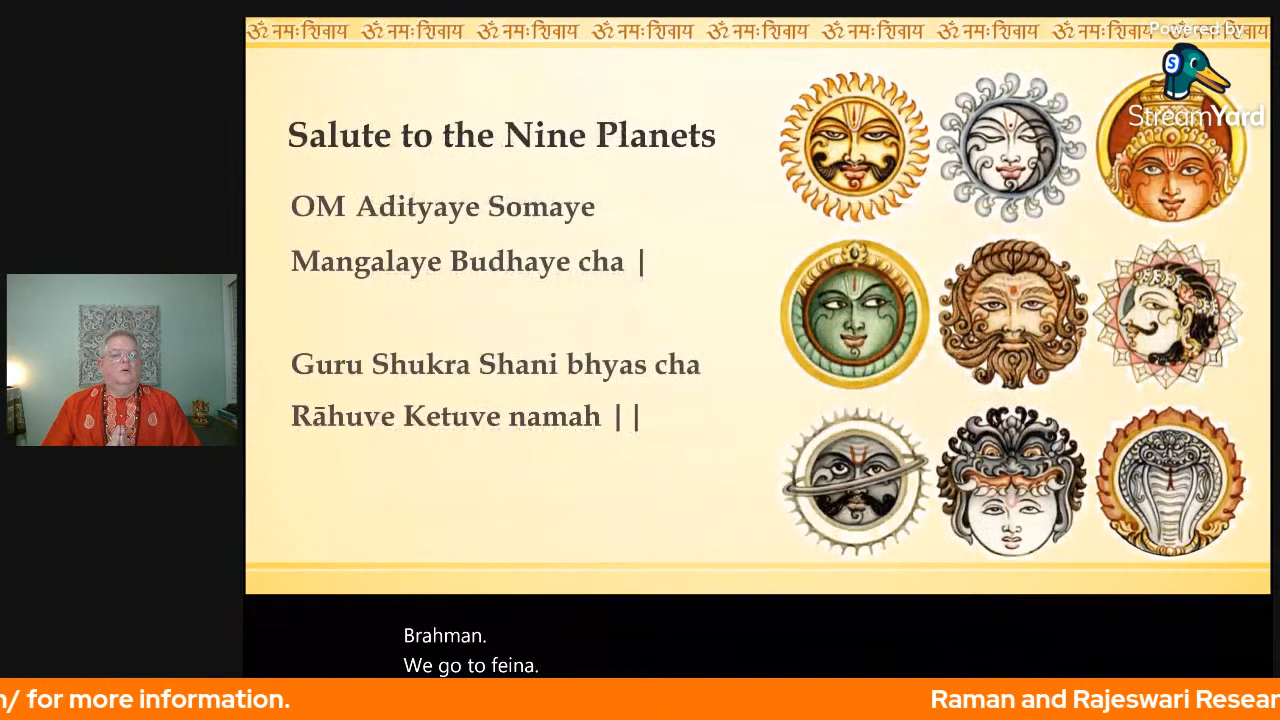 ॐ नमः शिवाय ॐ नमः शिवाय ॐ नमः शिवाय ॐ नमः शिवाय ॐ नमः शिवाय ॐ नमः शिवाय ॐ नमः शिवाय ॐ नमः शिवाय ॐ नमः शिवाय
Powered by
StreamYard
Salute to the Nine Planets
OM Adityaye Somaye
Mangalaye Budhaye cha |
Guru Shukra Shani bhyas cha
Rāhuve Ketuve namah ||
Brahman.
We go to feina.
/ for more information. Raman and Rajeswari Resear